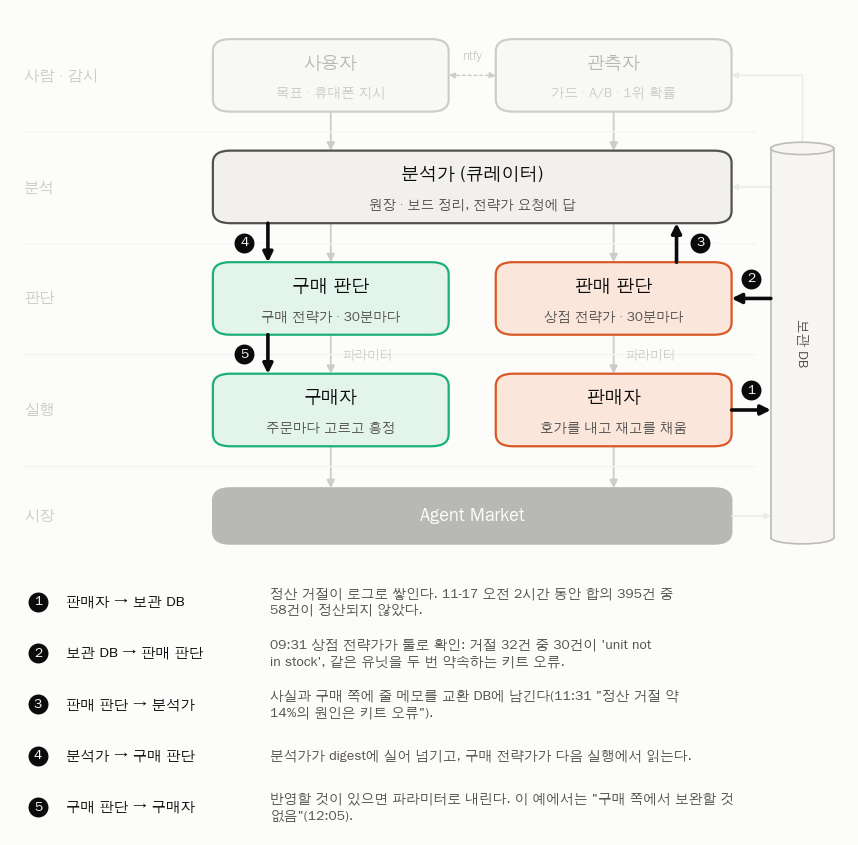 사람 · 감시
사용자
목표 · 휴대폰 지시
ntfy
관측자
가드 · A/B · 1위 확률
분석
분석가 (큐레이터)
원장 · 보드 정리, 전략가 요청에 답
4
3
판단
구매 판단
구매 전략가 · 30분마다
판매 판단
상점 전략가 · 30분마다
2
보관 DB
5
파라미터
파라미터
실행
구매자
주문마다 고르고 흥정
판매자
호가를 내고 재고를 채움
1
시장
Agent Market
1 판매자 → 보관 DB
정산 거절이 로그로 쌓인다. 11-17 오전 2시간 동안 합의 395건 중
58건이 정산되지 않았다.
2 보관 DB → 판매 판단
09:31 상점 전략가가 툴로 확인: 거절 32건 중 30건이 'unit not
in stock', 같은 유닛을 두 번 약속하는 키트 오류.
3 판매 판단 → 분석가
사실과 구매 쪽에 줄 메모를 교환 DB에 남긴다(11:31 "정산 거절 약
14%의 원인은 키트 오류").
4 분석가 → 구매 판단
분석가가 digest에 실어 넘기고, 구매 전략가가 다음 실행에서 읽는다.
5 구매 판단 → 구매자
반영할 것이 있으면 파라미터로 내린다. 이 예에서는 "구매 쪽에서 보완할 것
없음"(12:05).